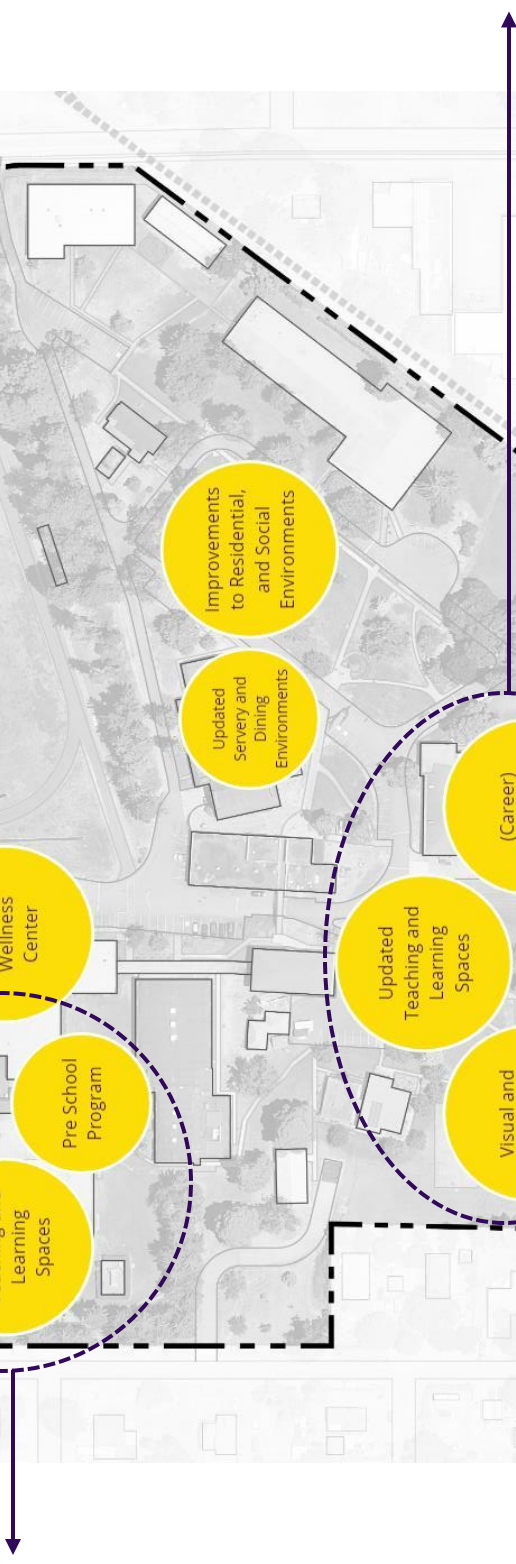 Improvements
to Residential,
and Social
Environments
Updated
Servery and
Dining
Environments
(Career)
Updated
Teaching and
Learning
Spaces
Visual and
Wellness
Center
Pre School
Program
Learning
Spaces